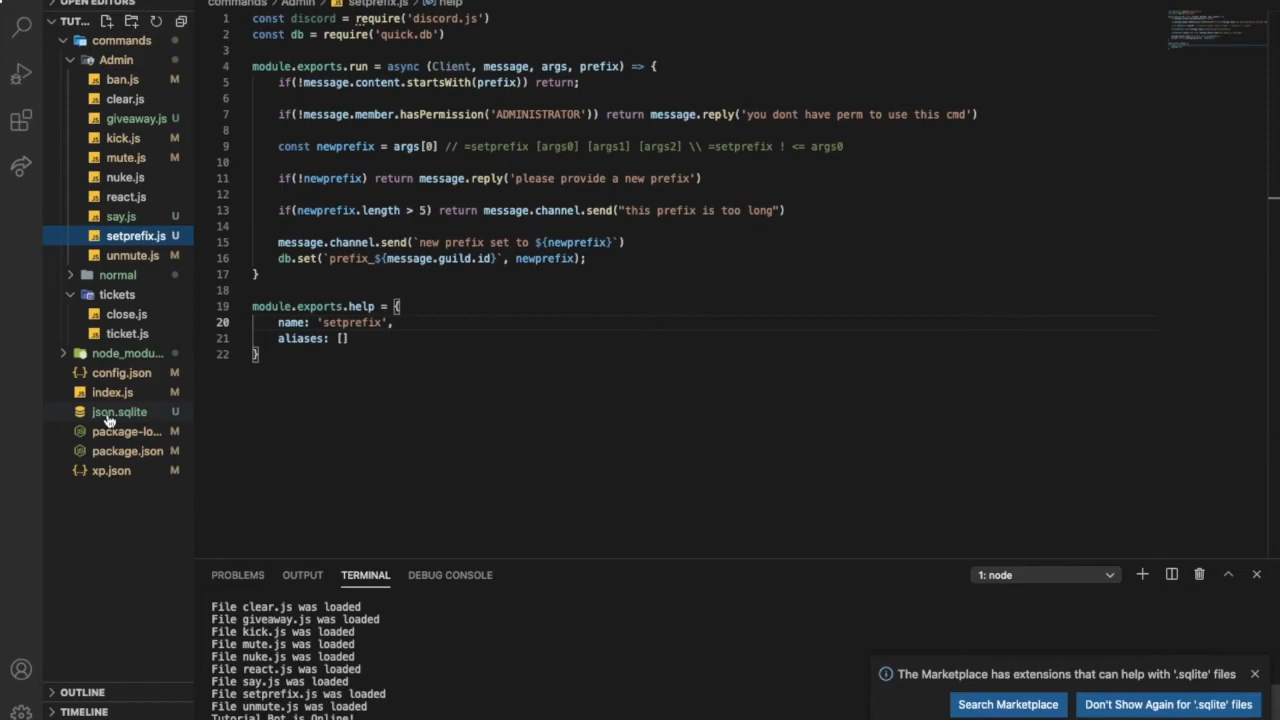 OPEN EDITORS
TUT...
commands
Admin
ban.js M
clear.js
giveaway.js U
kick.js M
mute.js M
nuke.js
react.js
say.js U
setprefix.js U
unmute.js M
normal
tickets
close.js
ticket.js
node_modu...
config.json M
index.js M
json.sqlite U
package-lo... M
package.json M
xp.json M
OUTLINE
TIMELINE
commands > Admin > setprefix.js > help
1 const discord = require('discord.js')
2 const db = require('quick.db')
3
4 module.exports.run = async (Client, message, args, prefix) => {
5 if(!message.content.startsWith(prefix)) return;
6
7 if(!message.member.hasPermission('ADMINISTRATOR')) return message.reply('you dont have perm to use this cmd')
8
9 const newprefix = args[0] // =setprefix [args0] [args1] [args2] \\ =setprefix ! <= args0
10
11 if(!newprefix) return message.reply('please provide a new prefix')
12
13 if(newprefix.length > 5) return message.channel.send("this prefix is too long")
14
15 message.channel.send(`new prefix set to ${newprefix}`)
16 db.set(`prefix_${message.guild.id}`, newprefix);
17 }
18
19 module.exports.help = {
20 name: 'setprefix',
21 aliases: []
22 }
PROBLEMS OUTPUT TERMINAL DEBUG CONSOLE 1: node
File clear.js was loaded
File giveaway.js was loaded
File kick.js was loaded
File mute.js was loaded
File nuke.js was loaded
File react.js was loaded
File say.js was loaded
File setprefix.js was loaded
File unmute.js was loaded
Tutorial Bot is Online!
The Marketplace has extensions that can help with '.sqlite' files
Search Marketplace Don't Show Again for '.sqlite' files